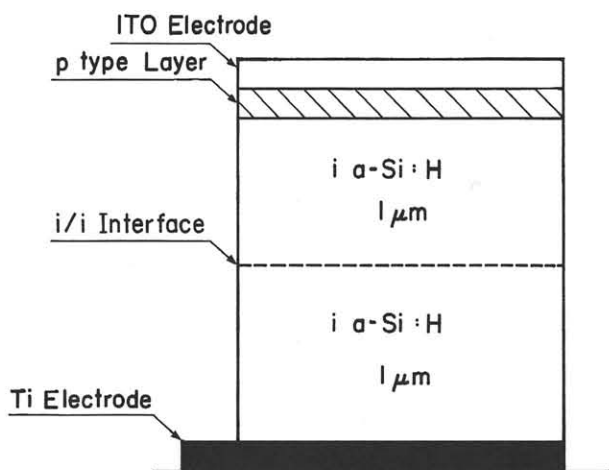 ITO Electrode
p type Layer
i a-Si:H
1 μm
i/i Interface
i a-Si:H
1 μm
Ti Electrode